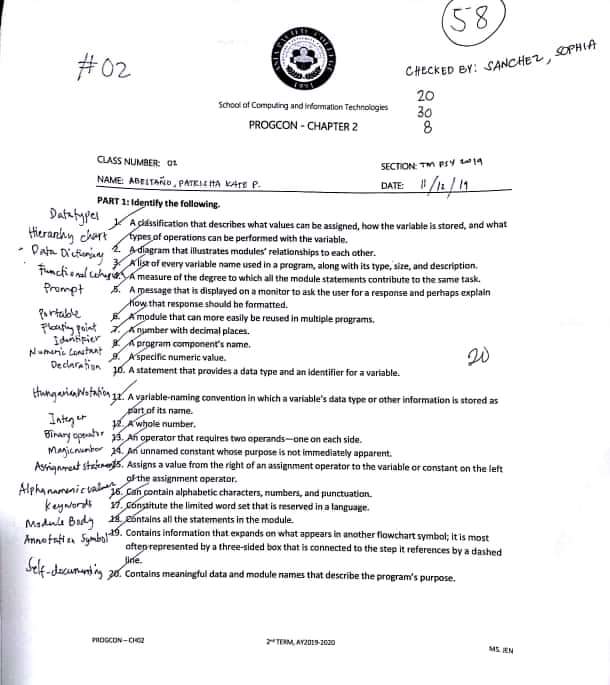 58
#02
CHECKED BY: SANCHEZ, SOPHIA
ASIA PACIFIC COLLEGE
1991
20
30
8
School of Computing and Information Technologies
PROGCON - CHAPTER 2
CLASS NUMBER: 02
SECTION: TM PSY 2019
NAME: ABELTAÑO, PATRISHA KATE P.
DATE: 11/12/19
PART 1: Identify the following.
Datatypes 1. A classification that describes what values can be assigned, how the variable is stored, and what
types of operations can be performed with the variable.
Hierarchy chart 2. A diagram that illustrates modules' relationships to each other.
Data Dictionary 3. A list of every variable name used in a program, along with its type, size, and description.
Functional 4. A measure of the degree to which all the module statements contribute to the same task.
Prompt 5. A message that is displayed on a monitor to ask the user for a response and perhaps explain
how that response should be formatted.
Portable 6. A module that can more easily be reused in multiple programs.
Floating point 7. A number with decimal places.
Identifier 8. A program component's name.
Numeric Constant 9. A specific numeric value.
Declaration 10. A statement that provides a data type and an identifier for a variable.
20
Hungarian Notation 11. A variable-naming convention in which a variable's data type or other information is stored as
part of its name.
Integer 12. A whole number.
Binary operator 13. An operator that requires two operands—one on each side.
Magic number 14. An unnamed constant whose purpose is not immediately apparent.
Assignment 15. Assigns a value from the right of an assignment operator to the variable or constant on the left
of the assignment operator.
Alphanumeric values 16. Can contain alphabetic characters, numbers, and punctuation.
Keywords 17. Constitute the limited word set that is reserved in a language.
Module Body 18. Contains all the statements in the module.
Annotation Symbol 19. Contains information that expands on what appears in another flowchart symbol; it is most
often represented by a three-sided box that is connected to the step it references by a dashed
line.
Self-documenting 20. Contains meaningful data and module names that describe the program's purpose.
PROGCON – CH02
2ND TERM, AY2019-2020
MS. JEN